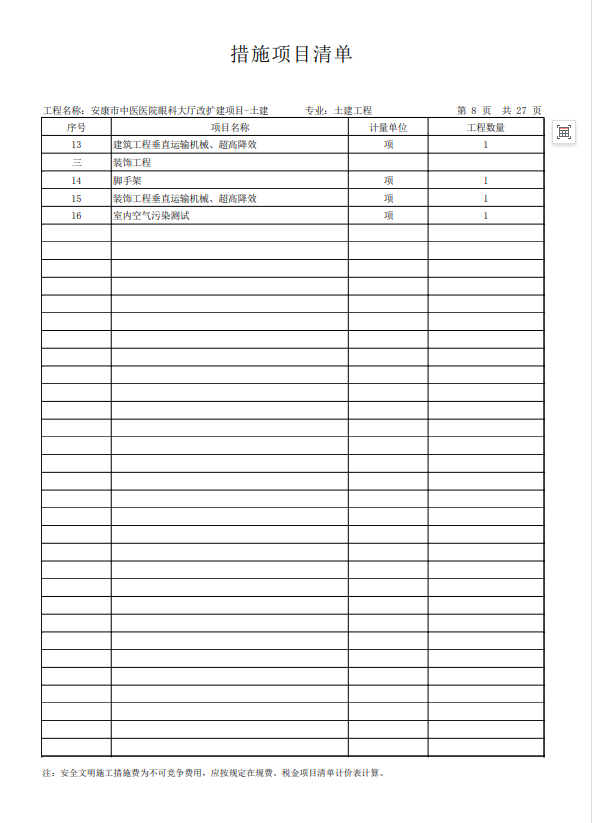 措施项目清单
工程名称：安康市中医医院眼科大厅改扩建项目-土建 专业：土建工程 第 8 页 共 27 页
序号 项目名称 计量单位 工程数量
13 建筑工程垂直运输机械、超高降效 项 1
三 装饰工程
14 脚手架 项 1
15 装饰工程垂直运输机械、超高降效 项 1
16 室内空气污染测试 项 1
注：安全文明施工措施费为不可竞争费用，应按规定在规费、税金项目清单计价表计算。